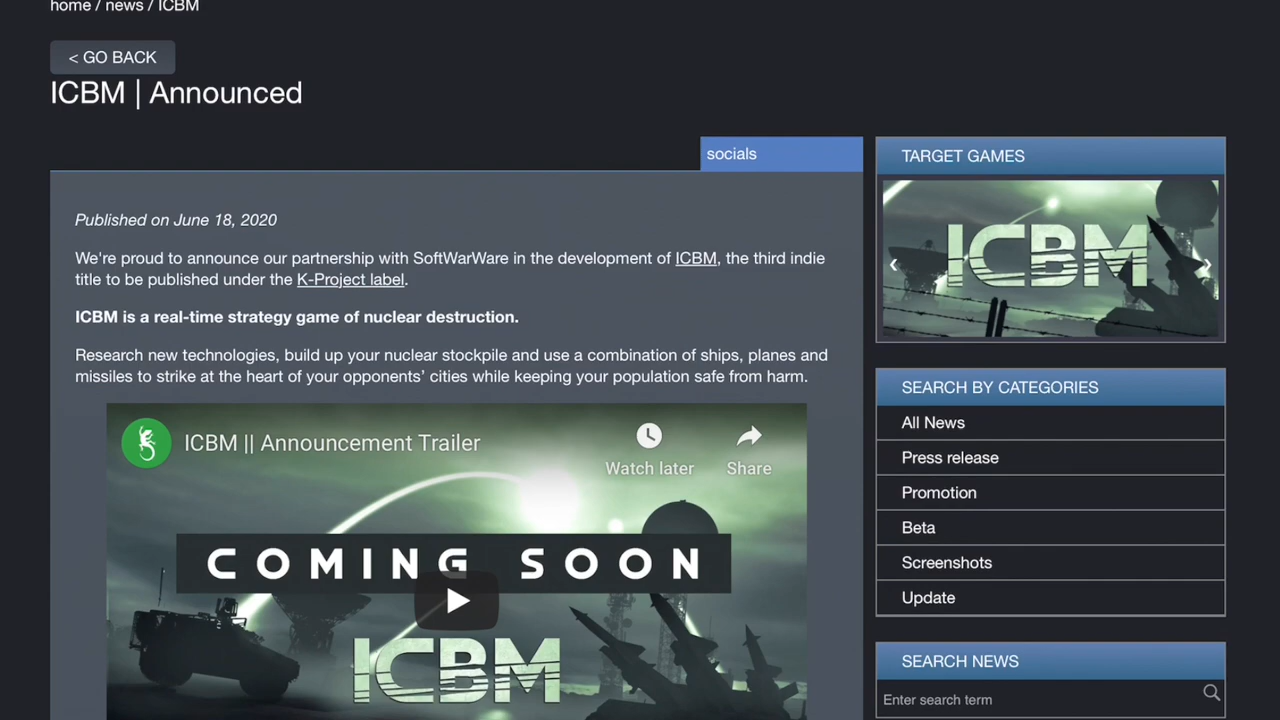 home / news / ICBM
< GO BACK
ICBM | Announced
socials
Published on June 18, 2020
We're proud to announce our partnership with SoftWarWare in the development of ICBM, the third indie
title to be published under the K-Project label.
ICBM is a real-time strategy game of nuclear destruction.
Research new technologies, build up your nuclear stockpile and use a combination of ships, planes and
missiles to strike at the heart of your opponents’ cities while keeping your population safe from harm.
ICBM || Announcement Trailer
Watch later
Share
COMING SOON
ICBM
TARGET GAMES
ICBM
SEARCH BY CATEGORIES
All News
Press release
Promotion
Beta
Screenshots
Update
SEARCH NEWS
Enter search term